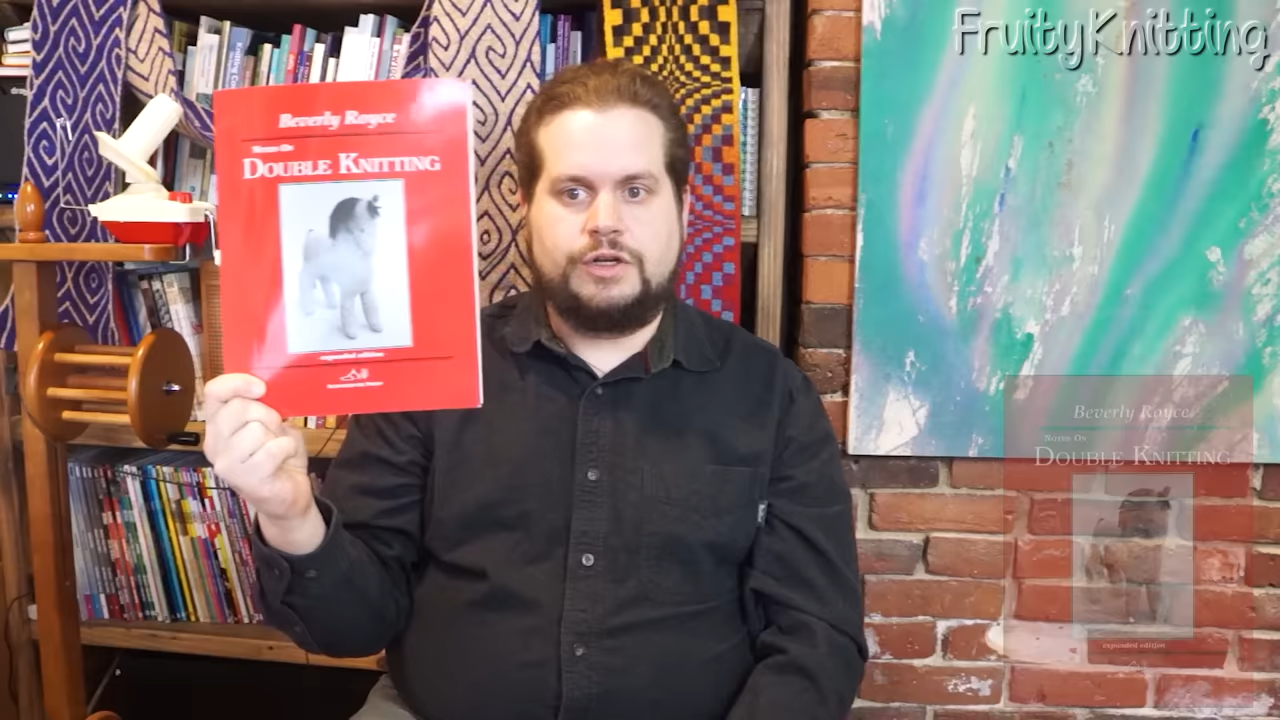 FruityKnitting
Beverly Royce
Notes On
DOUBLE KNITTING
expanded edition
Beverly Royce
Notes On
DOUBLE KNITTING
expanded edition